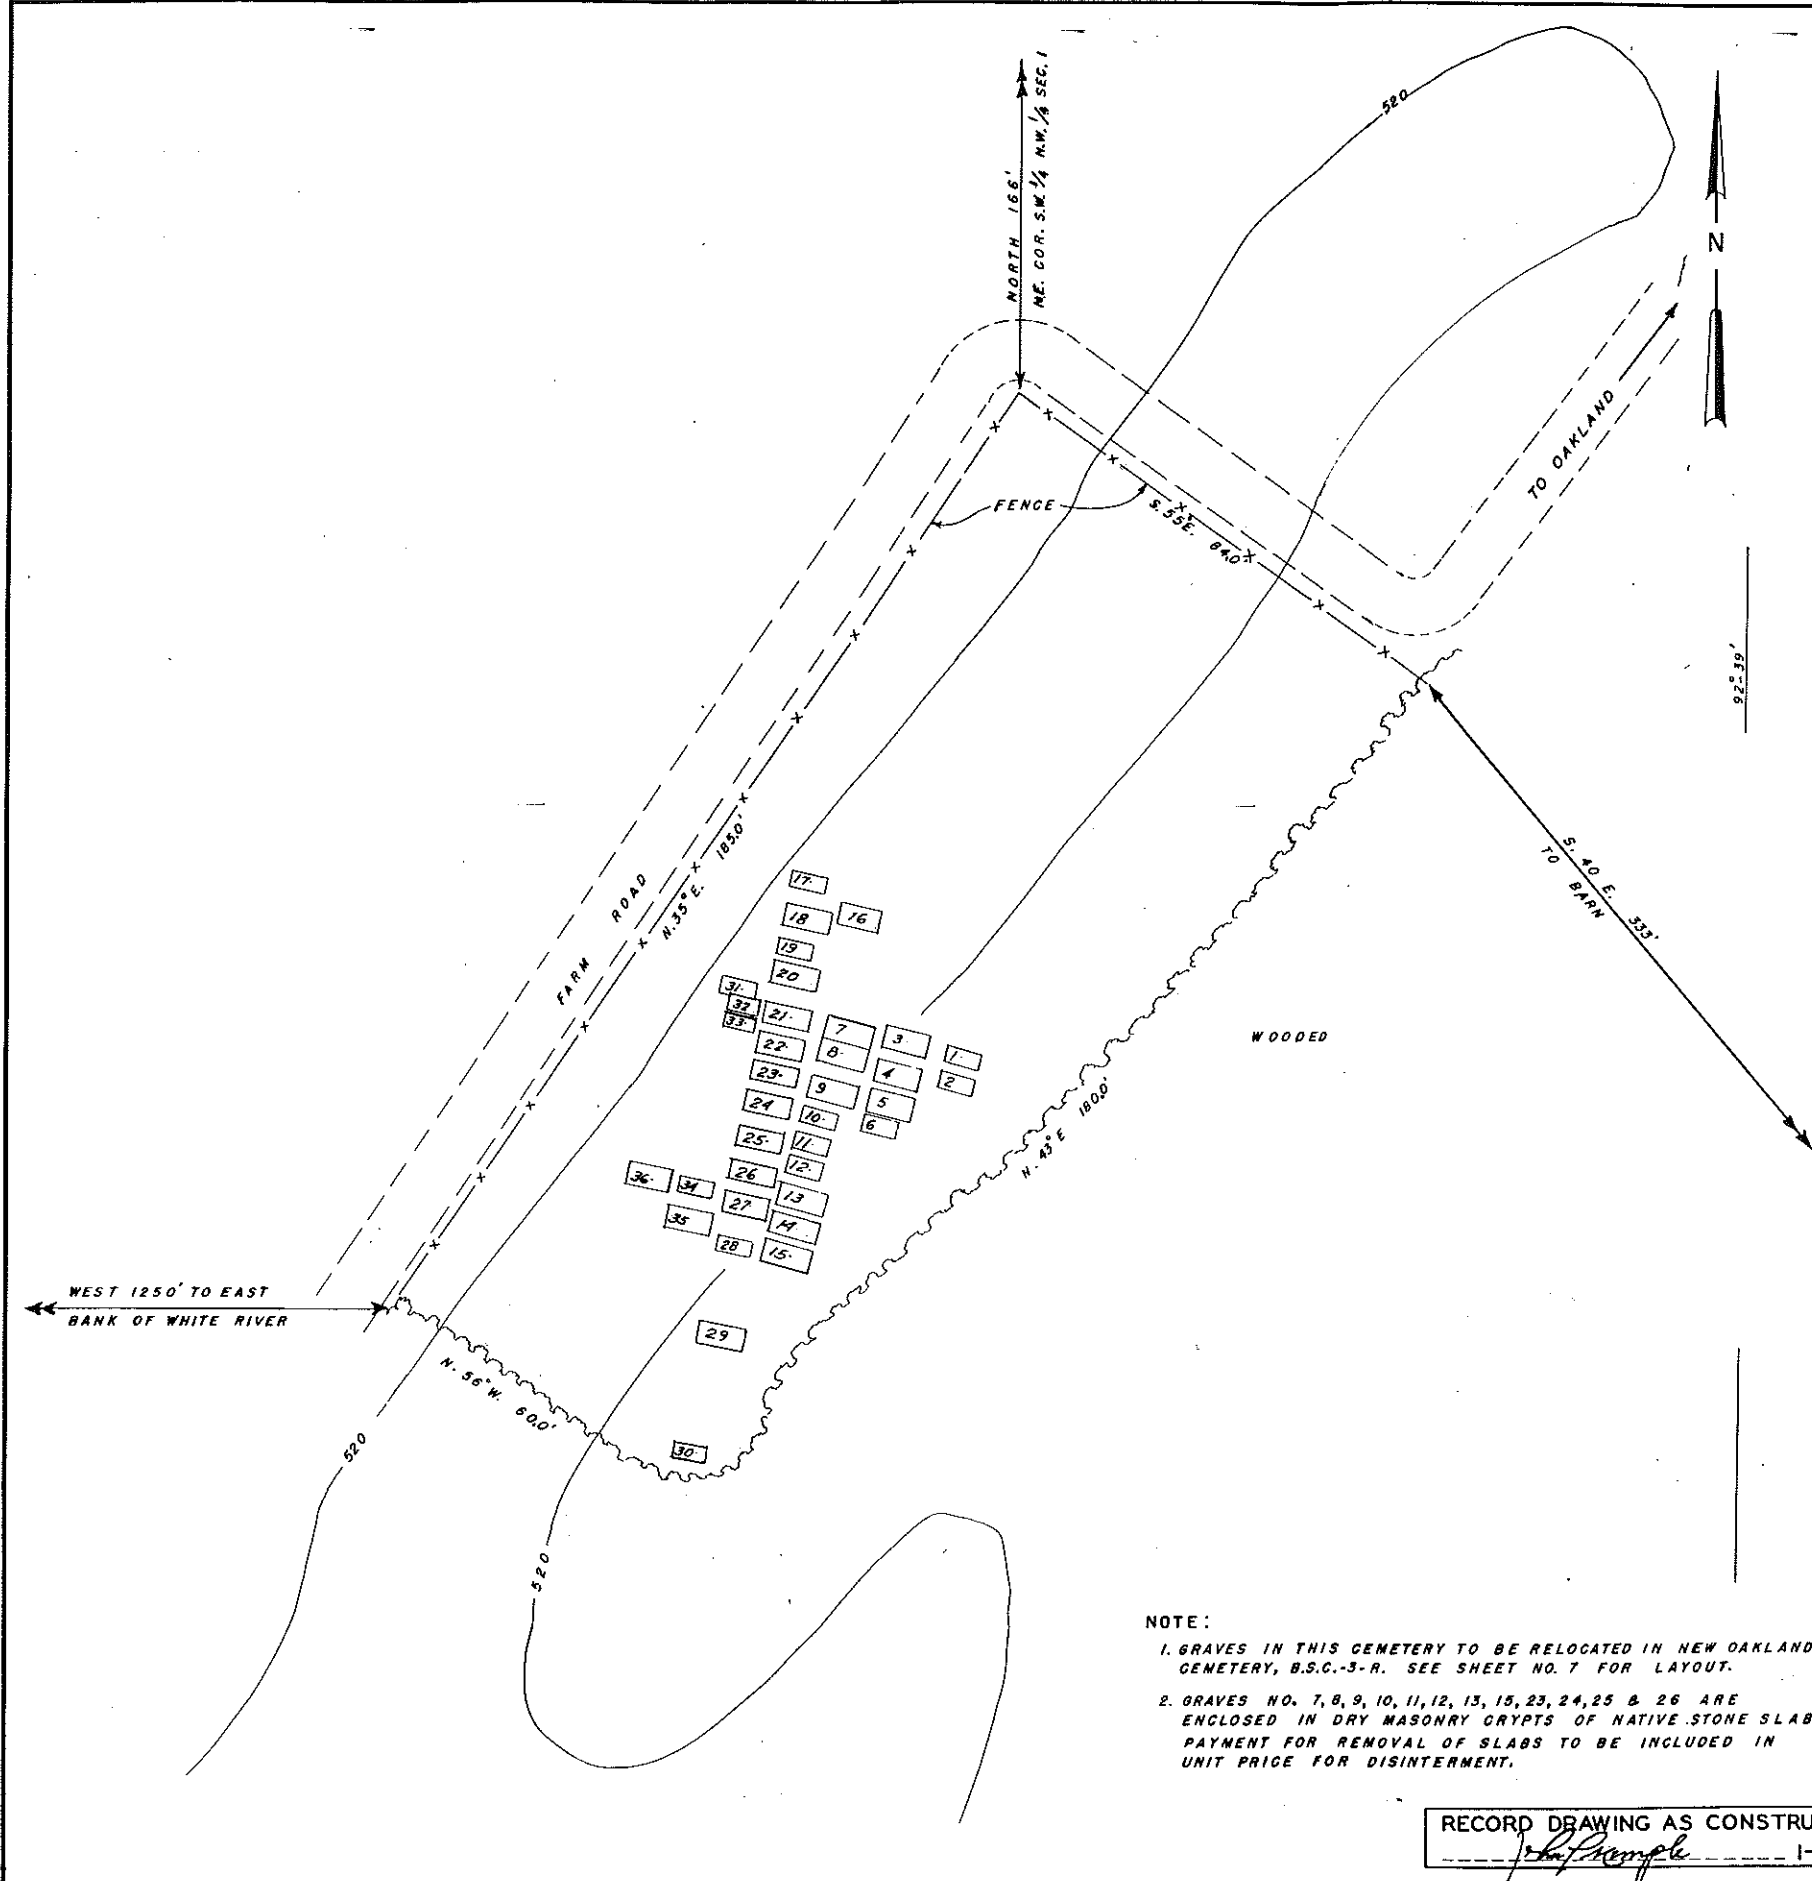 520
NORTH 166'
N.E. COR. S.W. 1/4 N.W. 1/4 SEC. 1
N
TO OAKLAND
FENCE
S. 55 E. 84.0
92°-39'
S. 40 E. 333'
TO BARN
FARM ROAD
N. 35° E. 185.0'
17.
18 16
19
20
31.
32
33.
21.
7
3.
22.
8.
1.
4
2
23.
9
5
24
10.
6
25.
11.
12.
26
36.
34
13
27
35
14.
28
15.
WOODED
N. 43° E 180.0'
WEST 1250' TO EAST
BANK OF WHITE RIVER
29
N. 56° W. 60.0'
30.
520
520
NOTE:
1. GRAVES IN THIS CEMETERY TO BE RELOCATED IN NEW OAKLAND
CEMETERY, B.S.C.-3-R. SEE SHEET NO. 7 FOR LAYOUT.
2. GRAVES NO. 7, 8, 9, 10, 11, 12, 13, 15, 23, 24, 25 & 26 ARE
ENCLOSED IN DRY MASONRY CRYPTS OF NATIVE STONE SLAB
PAYMENT FOR REMOVAL OF SLABS TO BE INCLUDED IN
UNIT PRICE FOR DISINTERMENT.
RECORD DRAWING AS CONSTRU
1-